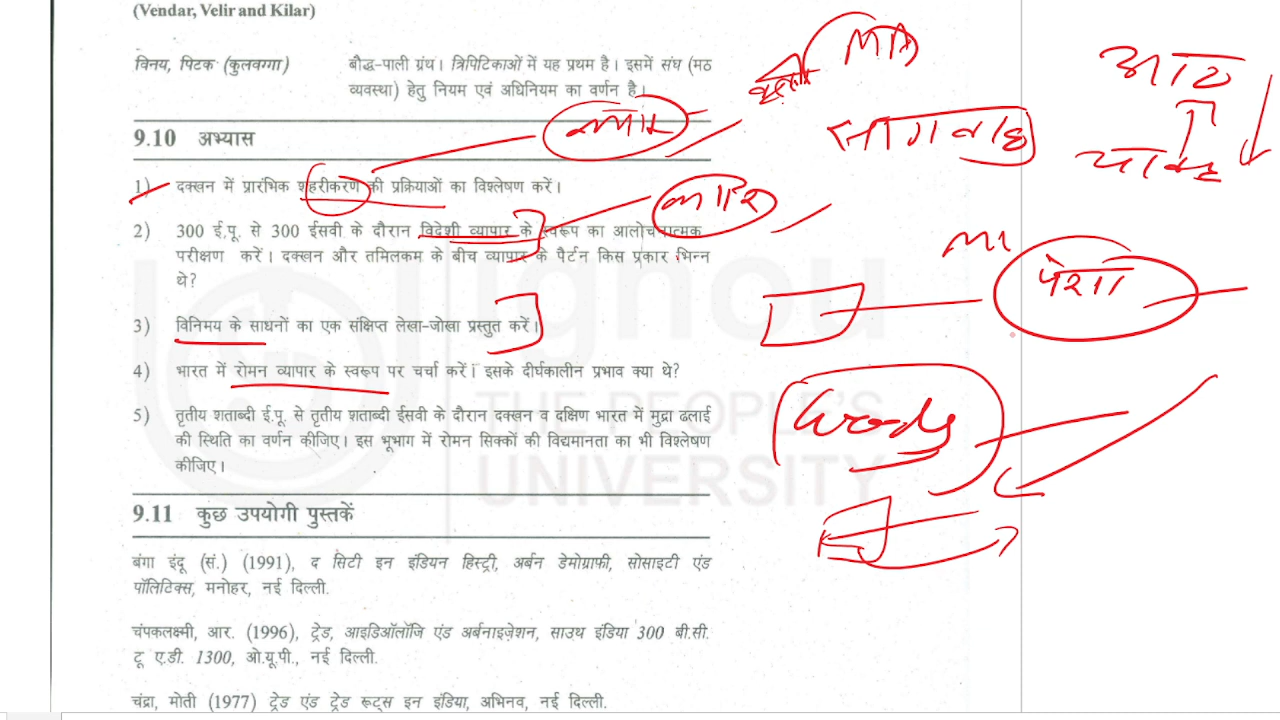 (Vendar, Velir and Kilar)
विनय, पिटक (कुलवग्गा) बौद्ध-पाली ग्रंथ। त्रिपिटिकाओं में यह प्रथम है। इसमें संघ (मठ
व्यवस्था) हेतु नियम एवं अधिनियम का वर्णन है।
9.10 अभ्यास
1) दक्खन में प्रारंभिक शहरीकरण की प्रक्रियाओं का विश्लेषण करें।
2) 300 ई.पू. से 300 ईसवी के दौरान विदेशी व्यापार के स्वरूप का आलोचनात्मक
परीक्षण करें। दक्खन और तमिलकम के बीच व्यापार के पैर्टन किस प्रकार भिन्न
थे?
3) विनिमय के साधनों का एक संक्षिप्त लेखा-जोखा प्रस्तुत करें।
4) भारत में रोमन व्यापार के स्वरूप पर चर्चा करें। इसके दीर्घकालीन प्रभाव क्या थे?
5) तृतीय शताब्दी ई.पू. से तृतीय शताब्दी ईसवी के दौरान दक्खन व दक्षिण भारत में मुद्रा ढलाई
की स्थिति का वर्णन कीजिए। इस भूभाग में रोमन सिक्कों की विद्यमानता का भी विश्लेषण
कीजिए।
9.11 कुछ उपयोगी पुस्तकें
बंगा इंदू (सं.) (1991), द सिटी इन इंडियन हिस्ट्री, अर्बन डेमोग्राफी, सोसाइटी एंड
पॉलिटिक्स, मनोहर, नई दिल्ली.
चंपकलक्ष्मी, आर. (1996), ट्रेड, आइडिऑलॉजि एंड अर्बनाइज़ेशन, साउथ इंडिया 300 बी.सी.
टू ए.डी. 1300, ओ.यू.पी., नई दिल्ली.
चंद्रा, मोती (1977) ट्रेड एंड ट्रेड रूट्स इन इंडिया, अभिनव, नई दिल्ली.
ignou
THE PEOPLE'S
UNIVERSITY
पेशा